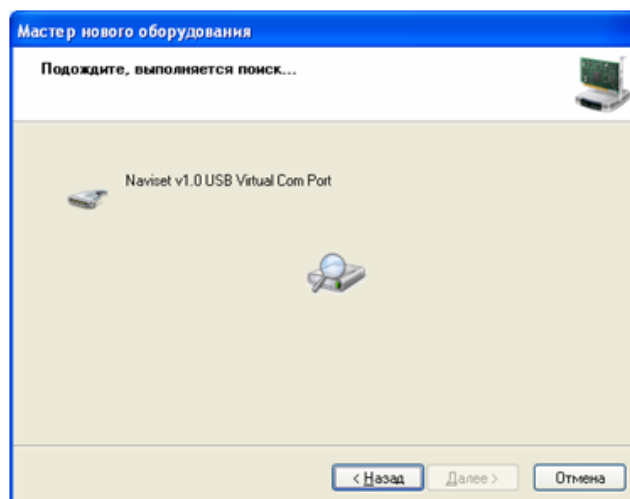 Мастер нового оборудования
Подождите, выполняется поиск...
Naviset v1.0 USB Virtual Com Port
< Назад
Далее >
Отмена